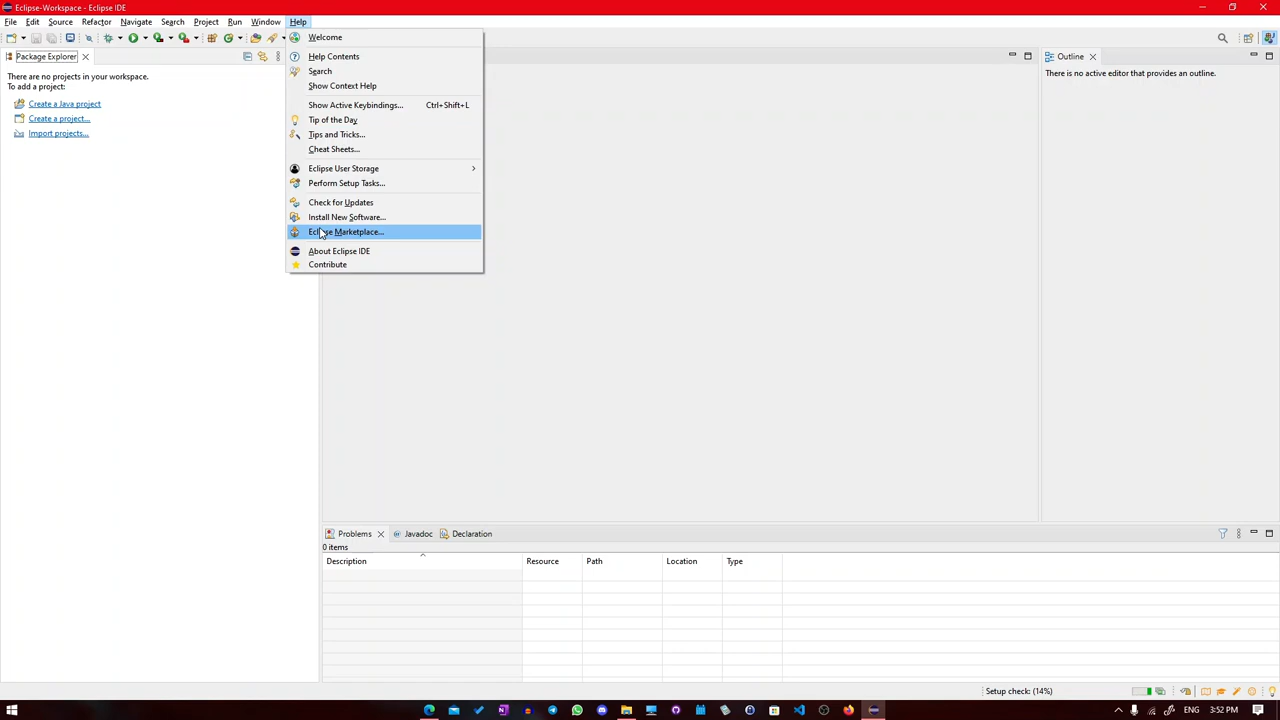 Eclipse-Workspace - Eclipse IDE
File Edit Source Refactor Navigate Search Project Run Window Help
Package Explorer
There are no projects in your workspace.
To add a project:
Create a Java project
Create a project...
Import projects...
Welcome
Help Contents
Search
Show Context Help
Show Active Keybindings... Ctrl+Shift+L
Tip of the Day
Tips and Tricks...
Cheat Sheets...
Eclipse User Storage
Perform Setup Tasks...
Check for Updates
Install New Software...
Eclipse Marketplace...
About Eclipse IDE
Contribute
Outline
There is no active editor that provides an outline.
Problems Javadoc Declaration
0 items
Description Resource Path Location Type
Setup check: (14%)
ENG 3:52 PM